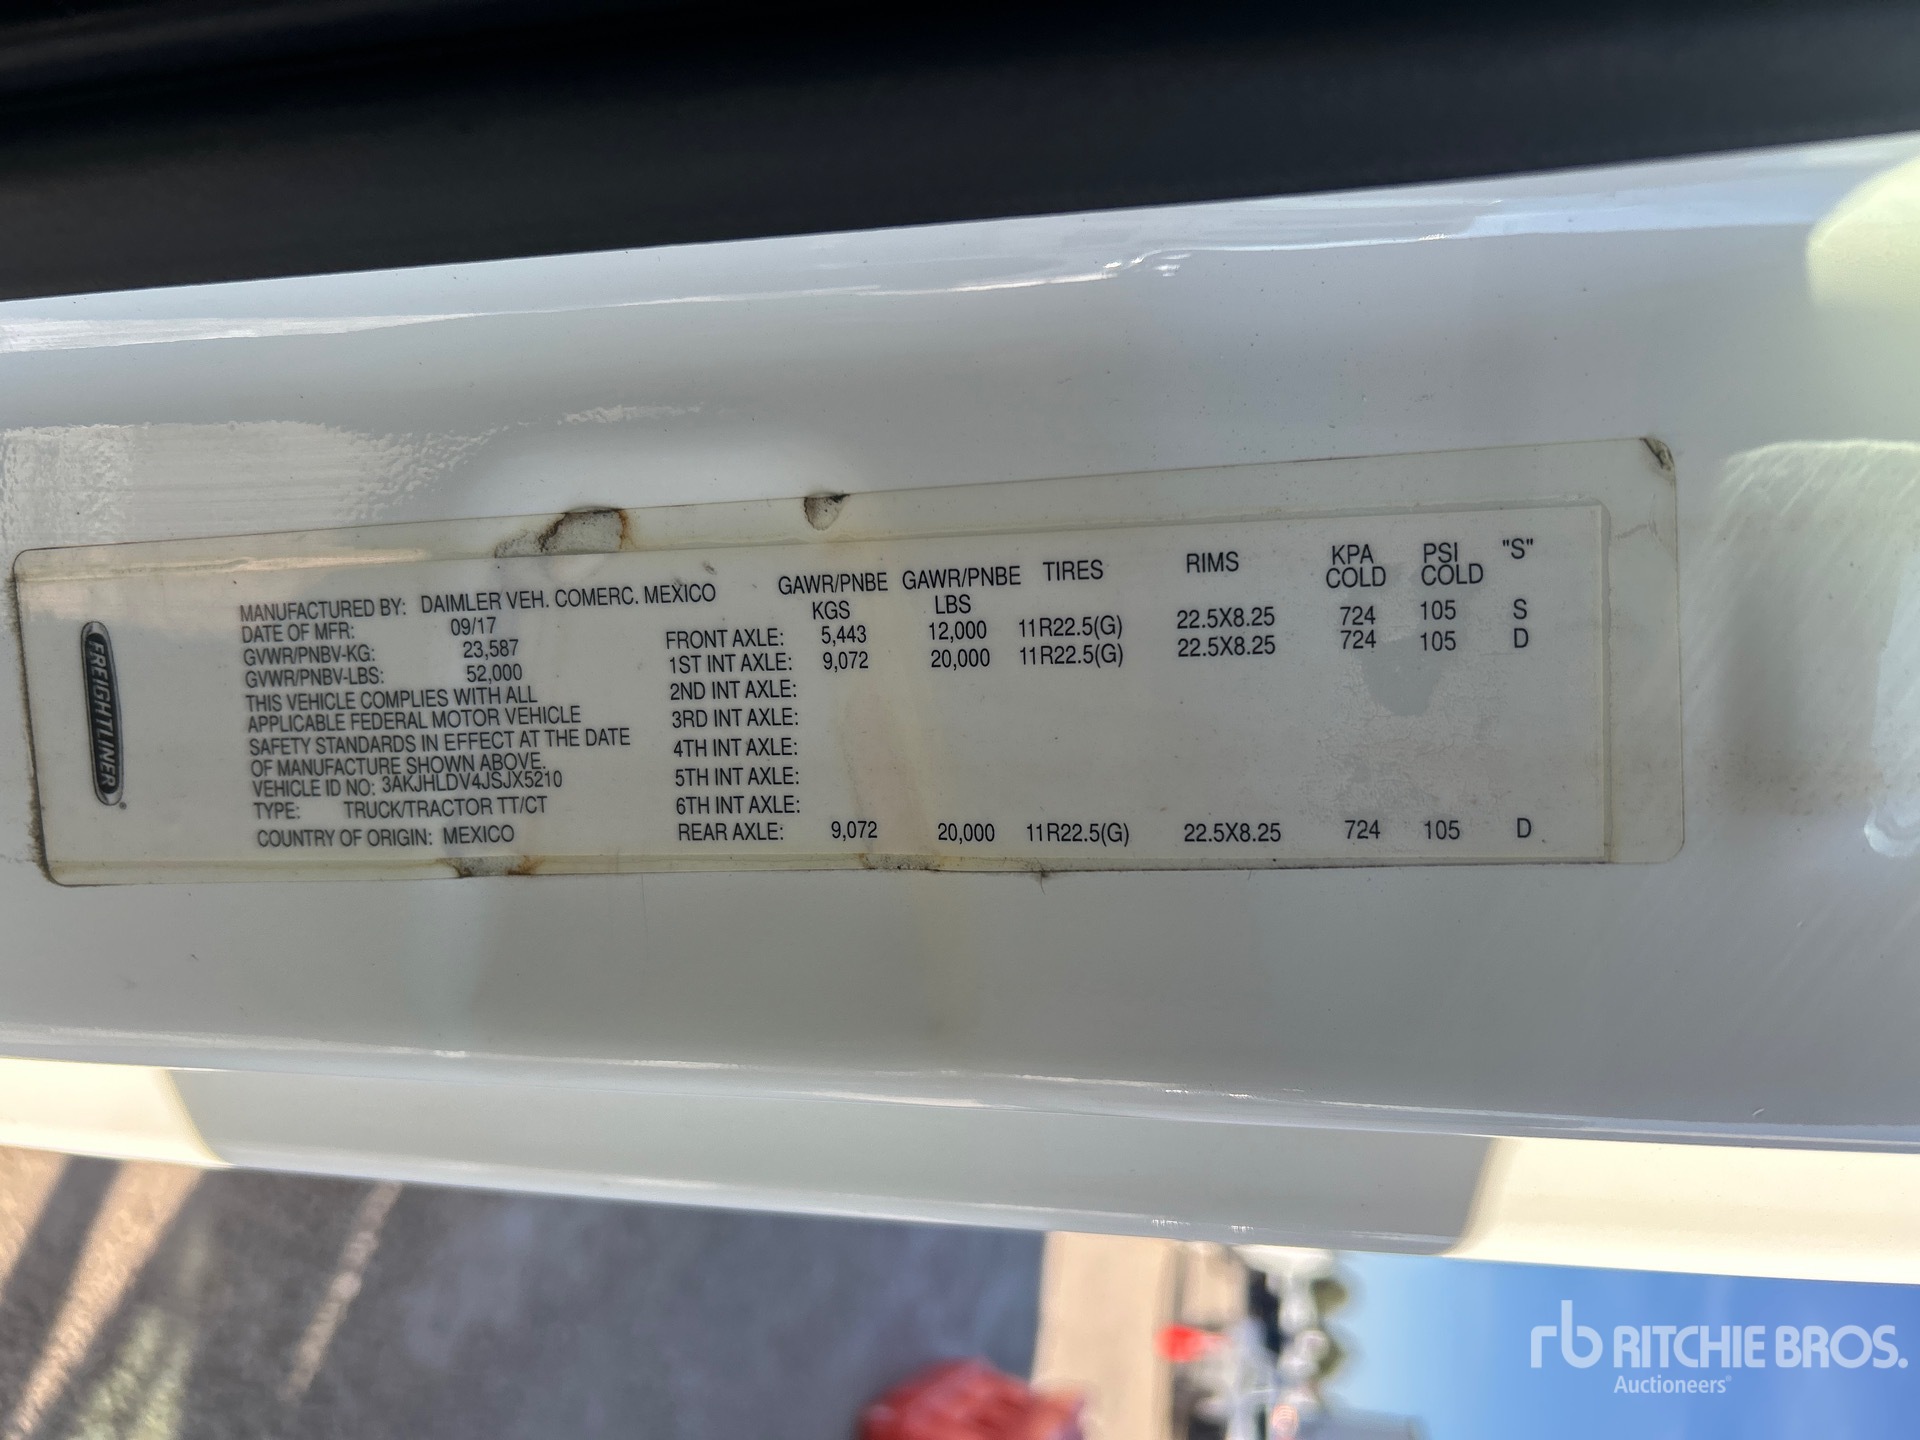 FREIGHTLINER
MANUFACTURED BY: DAIMLER VEH. COMERC. MEXICO
DATE OF MFR: 09/17
GVWR/PNBV-KG: 23,587
GVWR/PNBV-LBS: 52,000
THIS VEHICLE COMPLIES WITH ALL
APPLICABLE FEDERAL MOTOR VEHICLE
SAFETY STANDARDS IN EFFECT AT THE DATE
OF MANUFACTURE SHOWN ABOVE.
VEHICLE ID NO: 3AKJHLDV4JSJX5210
TYPE: TRUCK/TRACTOR TT/CT
COUNTRY OF ORIGIN: MEXICO
GAWR/PNBE GAWR/PNBE TIRES RIMS KPA PSI "S"
KGS LBS COLD COLD
FRONT AXLE: 5,443 12,000 11R22.5(G) 22.5X8.25 724 105 S
1ST INT AXLE: 9,072 20,000 11R22.5(G) 22.5X8.25 724 105 D
2ND INT AXLE:
3RD INT AXLE:
4TH INT AXLE:
5TH INT AXLE:
6TH INT AXLE:
REAR AXLE: 9,072 20,000 11R22.5(G) 22.5X8.25 724 105 D
rb RITCHIE BROS.
Auctioneers